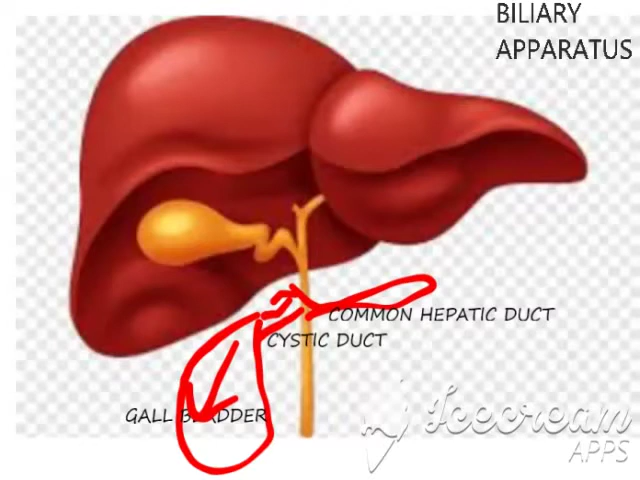 BILIARY
APPARATUS
COMMON HEPATIC DUCT
CYSTIC DUCT
GALL BLADDER
Icecream
APPS